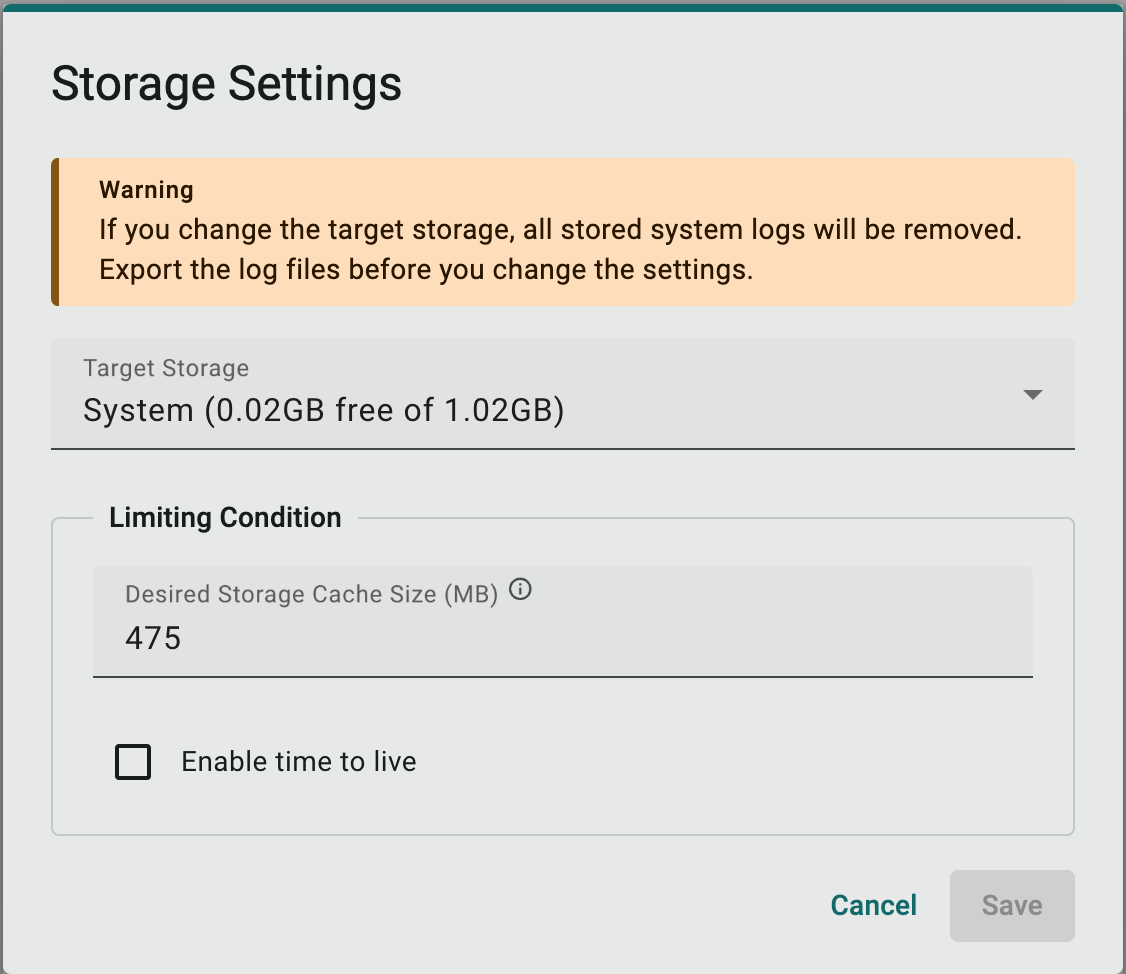 Storage Settings
Warning
If you change the target storage, all stored system logs will be removed.
Export the log files before you change the settings.
Target Storage
System (0.02GB free of 1.02GB)
Limiting Condition
Desired Storage Cache Size (MB)
475
Enable time to live
Cancel
Save